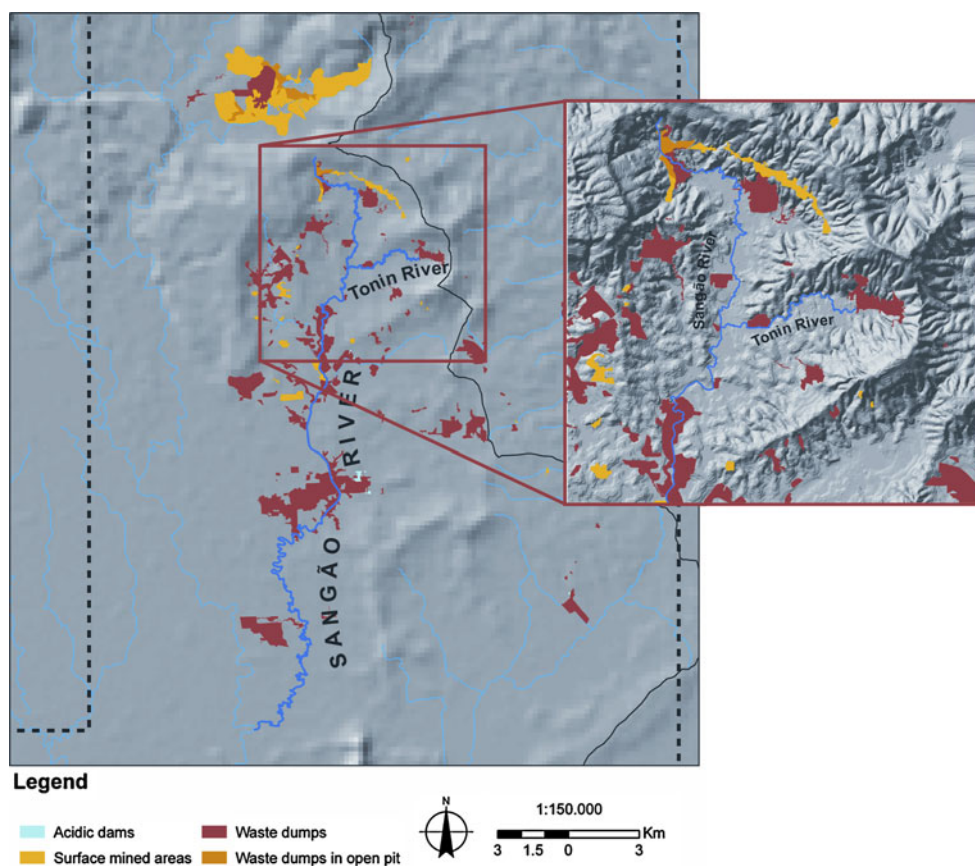 Tonin River
SANGÃO RIVER
Sangão River
Tonin River
Legend
Acidic dams
Waste dumps
Surface mined areas
Waste dumps in open pit
N
1:150.000
3 1.5 0 3 Km